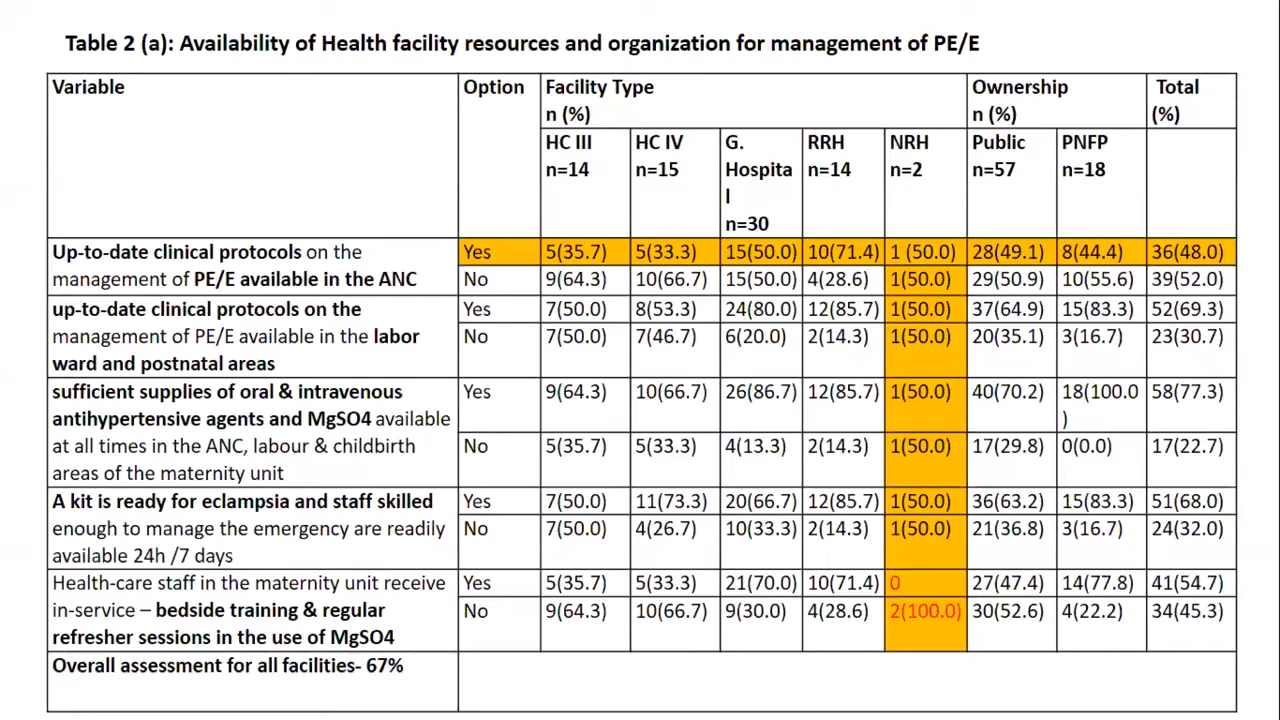 Table 2 (a): Availability of Health facility resources and organization for management of PE/E
Variable Option Facility Type Ownership Total
n (%) n (%) (%)
HC III HC IV G. RRH NRH Public PNFP
n=14 n=15 Hospita n=14 n=2 n=57 n=18
l
n=30
Up-to-date clinical protocols on the Yes 5(35.7) 5(33.3) 15(50.0) 10(71.4) 1 (50.0) 28(49.1) 8(44.4) 36(48.0)
management of PE/E available in the ANC No 9(64.3) 10(66.7) 15(50.0) 4(28.6) 1(50.0) 29(50.9) 10(55.6) 39(52.0)
up-to-date clinical protocols on the Yes 7(50.0) 8(53.3) 24(80.0) 12(85.7) 1(50.0) 37(64.9) 15(83.3) 52(69.3)
management of PE/E available in the labor No 7(50.0) 7(46.7) 6(20.0) 2(14.3) 1(50.0) 20(35.1) 3(16.7) 23(30.7)
ward and postnatal areas
sufficient supplies of oral & intravenous Yes 9(64.3) 10(66.7) 26(86.7) 12(85.7) 1(50.0) 40(70.2) 18(100.0 58(77.3)
antihypertensive agents and MgSO4 available )
at all times in the ANC, labour & childbirth No 5(35.7) 5(33.3) 4(13.3) 2(14.3) 1(50.0) 17(29.8) 0(0.0) 17(22.7)
areas of the maternity unit
A kit is ready for eclampsia and staff skilled Yes 7(50.0) 11(73.3) 20(66.7) 12(85.7) 1(50.0) 36(63.2) 15(83.3) 51(68.0)
enough to manage the emergency are readily No 7(50.0) 4(26.7) 10(33.3) 2(14.3) 1(50.0) 21(36.8) 3(16.7) 24(32.0)
available 24h /7 days
Health-care staff in the maternity unit receive Yes 5(35.7) 5(33.3) 21(70.0) 10(71.4) 0 27(47.4) 14(77.8) 41(54.7)
in-service – bedside training & regular No 9(64.3) 10(66.7) 9(30.0) 4(28.6) 2(100.0) 30(52.6) 4(22.2) 34(45.3)
refresher sessions in the use of MgSO4
Overall assessment for all facilities- 67%